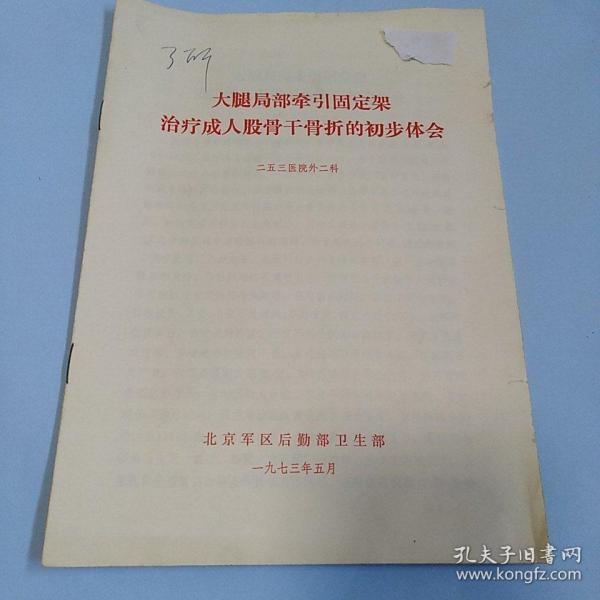 大腿局部牵引固定架
治疗成人股骨干骨折的初步体会
二五三医院外二科
北京军区后勤部卫生部
一九七三年五月
孔夫子旧书网
www.kongfz.com